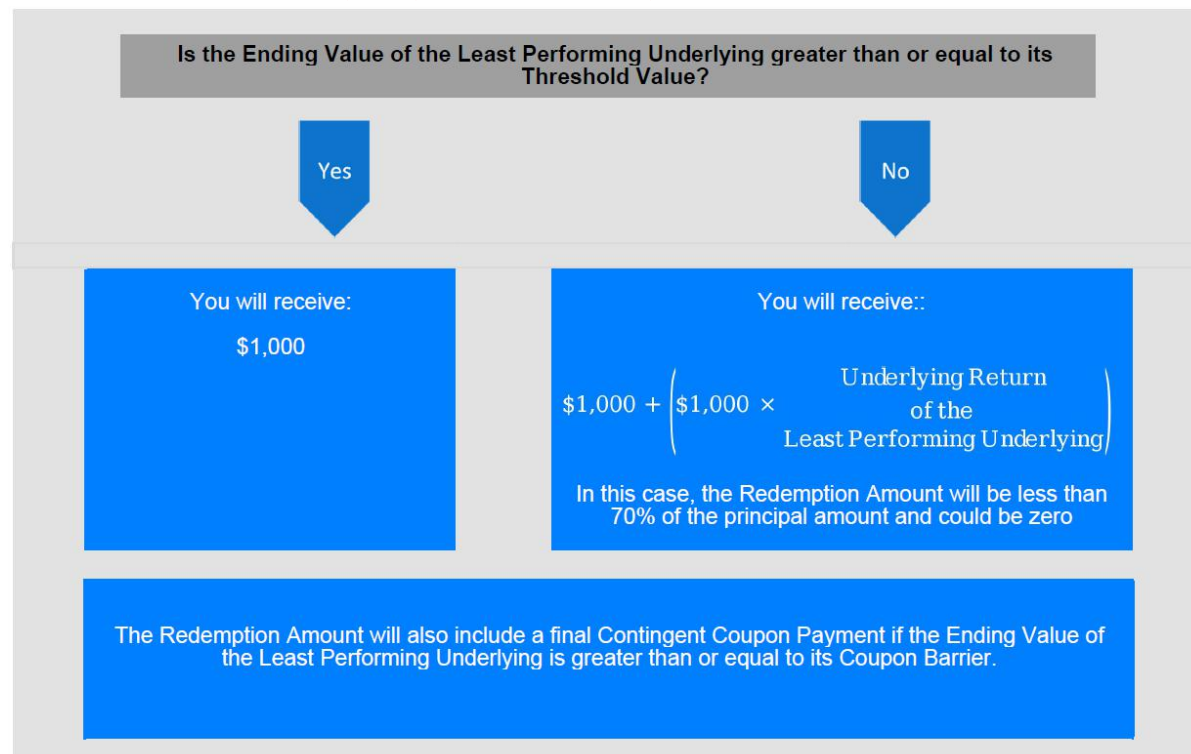 Is the Ending Value of the Least Performing Underlying greater than or equal to its
Threshold Value?
Yes
No
You will receive:
$1,000
You will receive::
$1,000 + ($1,000 × Underlying Return
of the
Least Performing Underlying)
In this case, the Redemption Amount will be less than
70% of the principal amount and could be zero
The Redemption Amount will also include a final Contingent Coupon Payment if the Ending Value of
the Least Performing Underlying is greater than or equal to its Coupon Barrier.